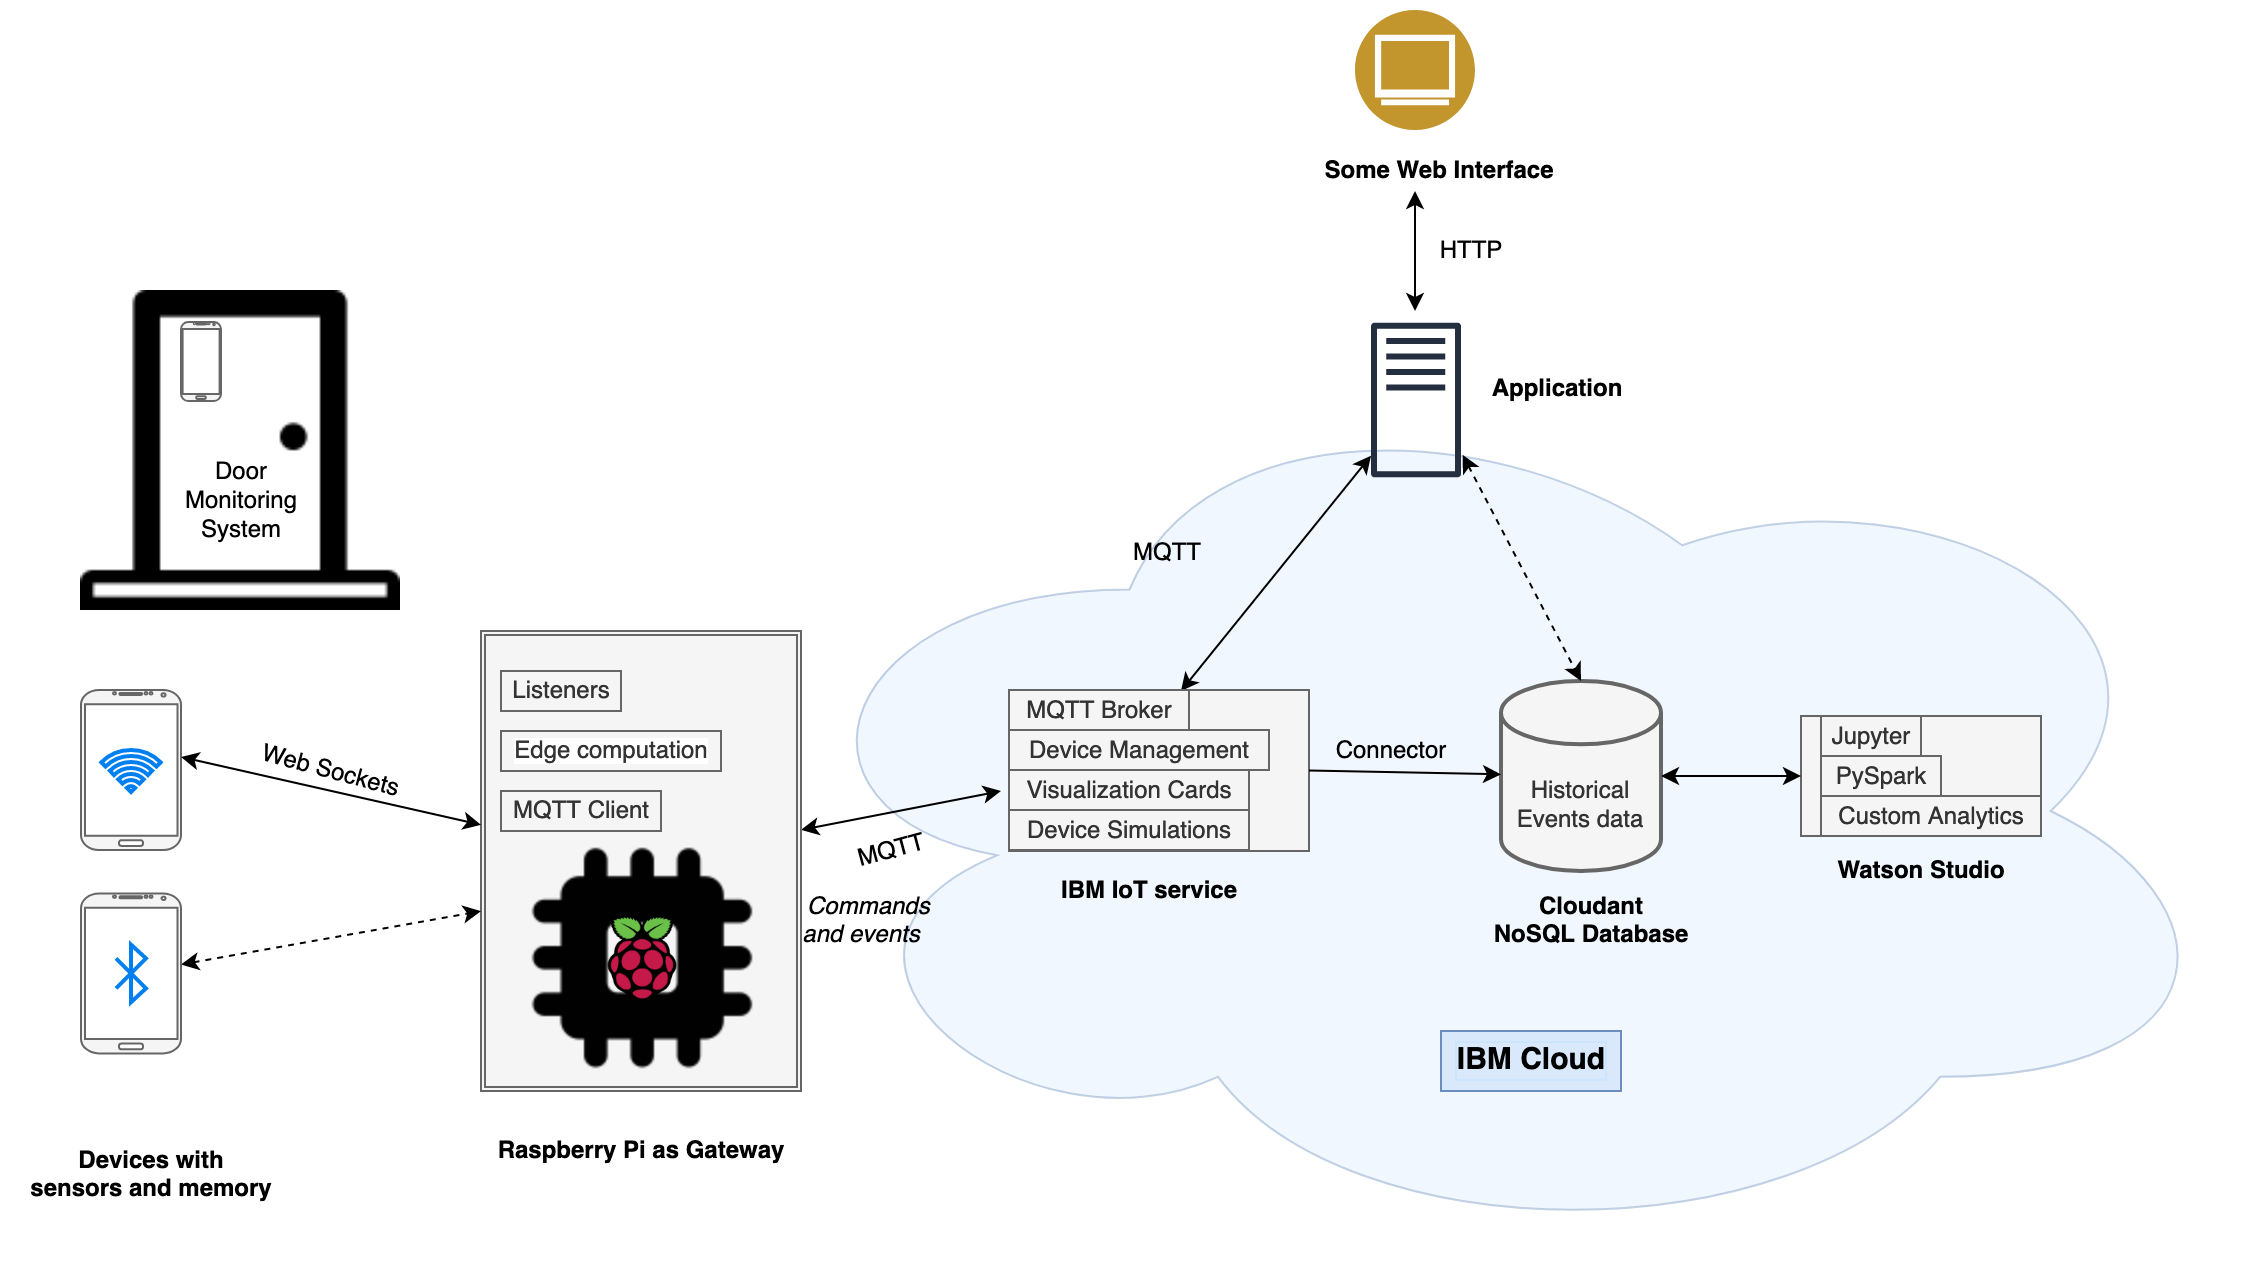 Some Web Interface
HTTP
Application
Door
Monitoring
System
MQTT
Listeners
Edge computation
MQTT Client
Web Sockets
MQTT
Commands
and events
MQTT Broker
Device Management
Visualization Cards
Device Simulations
IBM IoT service
Connector
Historical
Events data
Cloudant
NoSQL Database
Jupyter
PySpark
Custom Analytics
Watson Studio
IBM Cloud
Raspberry Pi as Gateway
Devices with
sensors and memory